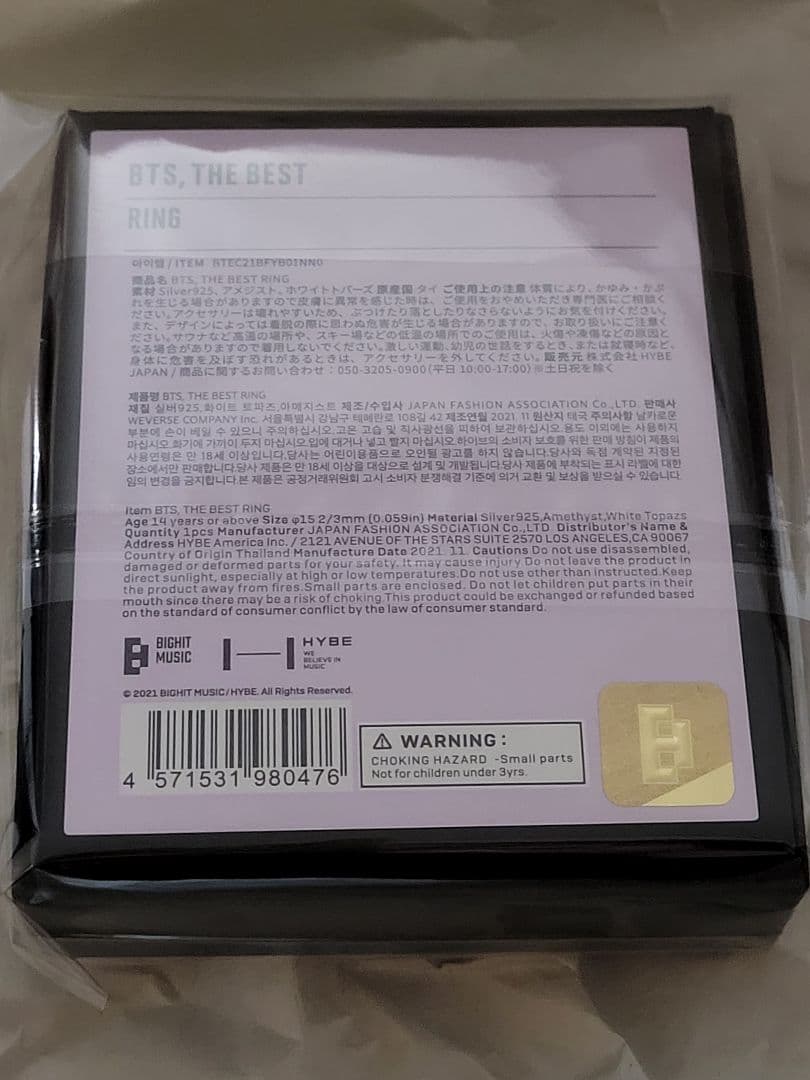 BTS, THE BEST
RING
아이템 / ITEM BTEC21BFYB01NN0
商品名 BTS, THE BEST RING
素材 Silver925, アメジスト、ホワイトトパーズ 原産国 タイ ご使用上の注意 体質により、かゆみ・かぶ
れを生じる場合がありますので皮膚に異常を感じた時は、ご使用をおやめいただき専門医にご相談く
ださい。アクセサリーは壊れやすいため、ぶつけたり落としたりなさらないようにお気を付けください。
また、デザインによっては着脱の際に思わぬ危害が生じる場合がありますので、お取り扱いにご注意く
ださい。サウナなど高温の場所や、スキー場などの低温の場所でのご使用は、火傷や凍傷などの原因と
なる場合がありますので着用しないでください。激しい運動、幼児の世話をするとき、または就寝時など、
身体に危害を及ぼす恐れがあるときは、アクセサリーを外してください。販売元 株式会社HYBE
JAPAN / 商品に関するお問い合わせ：050-3205-0900(平日 10:00-17:00)※土日祝を除く
제품명 BTS, THE BEST RING
재질 실버925, 화이트 토파즈, 아메지스트 제조/수입사 JAPAN FASHION ASSOCIATION Co.,LTD. 판매사
WEVERSE COMPANY Inc. 서울특별시 강남구 테헤란로 108길 42 제조연월 2021. 11 원산지 태국 주의사항 날카로운
부분에 손이 베일 수 있으니 주의하십시오.고온 고습 및 직사광선을 피하여 보관하십시오.용도 이외에는 사용하지
마십시오.화기에 가까이 두지 마십시오.입에 대거나 넣고 빨지 마십시오.하이브의 소비자 보호를 위한 판매 방침이 제품의
사용연령은 만 18세 이상입니다.당사는 어린이용품으로 오인될 광고를 하지 않습니다.당사와 독점 계약된 지정된
장소에서만 판매합니다.당사 제품은 만 18세 이상을 대상으로 설계 및 개발됩니다.당사 제품에 부착되는 표시 라벨에 대한
임의 변경을 금지합니다.본 제품은 공정거래위원회 고시 소비자 분쟁해결 기준에 의거 교환 및 보상을 받으실 수 있습니다.
Item BTS, THE BEST RING
Age 14 years or above Size φ15 2/3mm (0.059in) Material Silver925,Amethyst,White Topazs
Quantity 1pcs Manufacturer JAPAN FASHION ASSOCIATION Co.,LTD Distributor's Name &
Address HYBE America Inc. / 2121 AVENUE OF THE STARS SUITE 2570 LOS ANGELES,CA 90067
Country of Origin Thailand Manufacture Date 2021. 11. Cautions Do not use disassembled,
damaged or deformed parts for your safety. It may cause injury Do not leave the product in
direct sunlight, especially at high or low temperatures.Do not use other than instructed.Keep
the product away from fires.Small parts are enclosed. Do not let children put parts in their
mouth since there may be a risk of choking.This product could be exchanged or refunded based
on the standard of consumer conflict by the law of consumer standard.
BIGHIT
MUSIC
HYBE
WE
BELIEVE IN
MUSIC
© 2021 BIGHIT MUSIC/HYBE. All Rights Reserved.
4 571531 980476
WARNING :
CHOKING HAZARD -Small parts
Not for children under 3yrs.